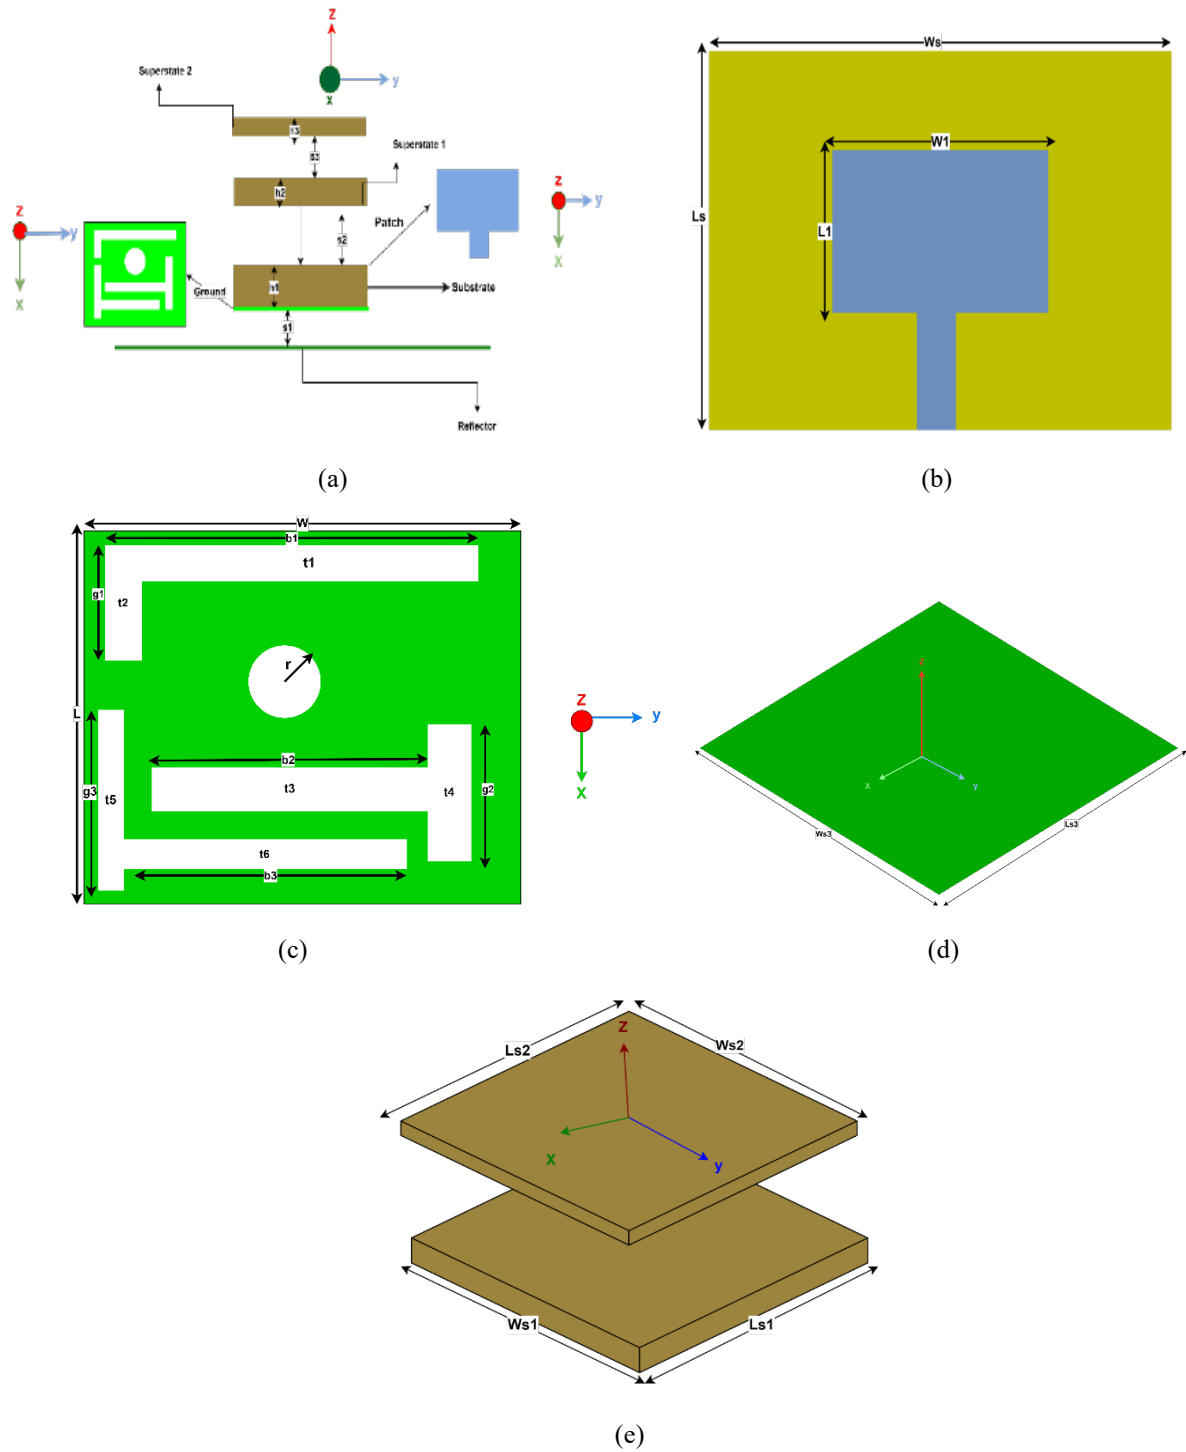 Z
Superstate 2
y
X
h3
s3
Superstate 1
h2
Patch
s2
Z
y
X
Z
y
X
Ground
h1
Substrate
s1
Reflector
(a)
Ws
W1
Ls
L1
(b)
W
b1
t1
g1
t2
r
L
b2
g3
t5
t3
t4
g2
t6
b3
(c)
Z
y
X
Z
X
y
Ws3
Ls3
(d)
Ls2
Z
Ws2
X
y
Ws1
Ls1
(e)